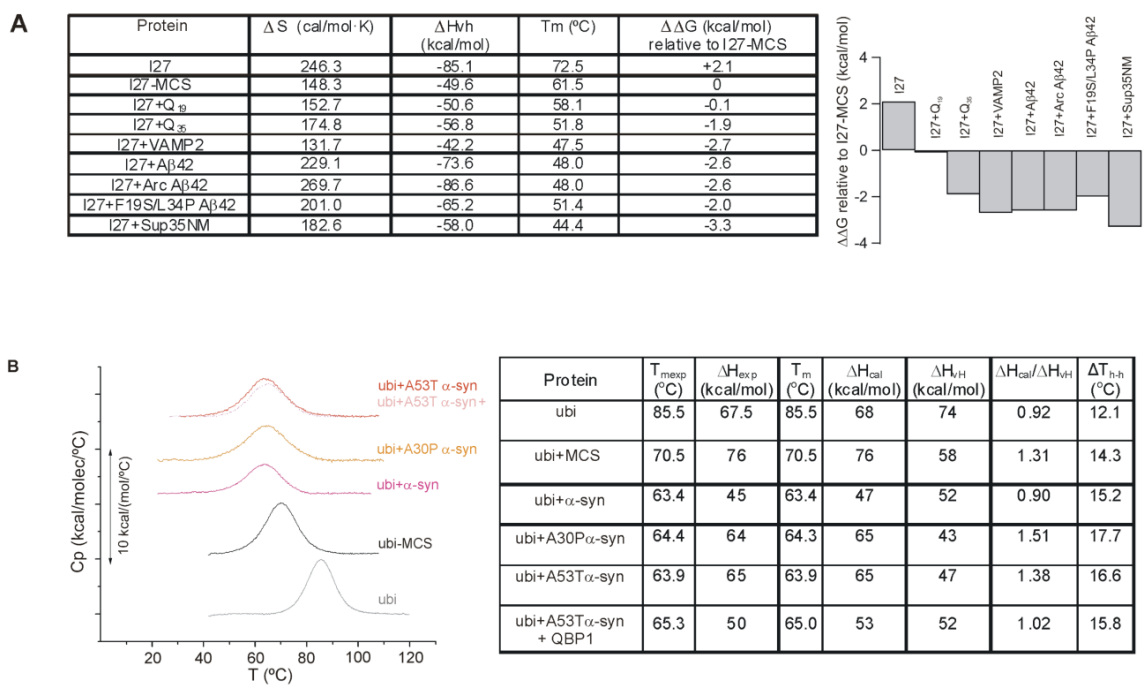 A
Protein ΔS (cal/mol·K) ΔHvh (kcal/mol) Tm (ºC) ΔΔG (kcal/mol) relative to I27-MCS
I27 246.3 -85.1 72.5 +2.1
I27-MCS 148.3 -49.6 61.5 0
I27+Q19 152.7 -50.6 58.1 -0.1
I27+Q35 174.8 -56.8 51.8 -1.9
I27+VAMP2 131.7 -42.2 47.5 -2.7
I27+Aβ42 229.1 -73.6 48.0 -2.6
I27+Arc Aβ42 269.7 -86.6 48.0 -2.6
I27+F19S/L34P Aβ42 201.0 -65.2 51.4 -2.0
I27+Sup35NM 182.6 -58.0 44.4 -3.3
ΔΔG relative to I27-MCS (kcal/mol)
4
2
0
-2
-4
I27
I27+Q19
I27+Q35
I27+VAMP2
I27+Aβ42
I27+Arc Aβ42
I27+F19S/L34P Aβ42
I27+Sup35NM
B
Cp (kcal/molec/ºC)
10 kcal/(mol/ºC)
ubi+A53T α-syn
ubi+A53T α-syn+
ubi+A30P α-syn
ubi+α-syn
ubi-MCS
ubi
20 40 60 80 100 120
T (ºC)
Protein Tmexp (°C) ΔHexp (kcal/mol) Tm (°C) ΔHcal (kcal/mol) ΔHvH (kcal/mol) ΔHcal/ΔHvH ΔTh-h (°C)
ubi 85.5 67.5 85.5 68 74 0.92 12.1
ubi+MCS 70.5 76 70.5 76 58 1.31 14.3
ubi+α-syn 63.4 45 63.4 47 52 0.90 15.2
ubi+A30Pα-syn 64.4 64 64.3 65 43 1.51 17.7
ubi+A53Tα-syn 63.9 65 63.9 65 47 1.38 16.6
ubi+A53Tα-syn + QBP1 65.3 50 65.0 53 52 1.02 15.8